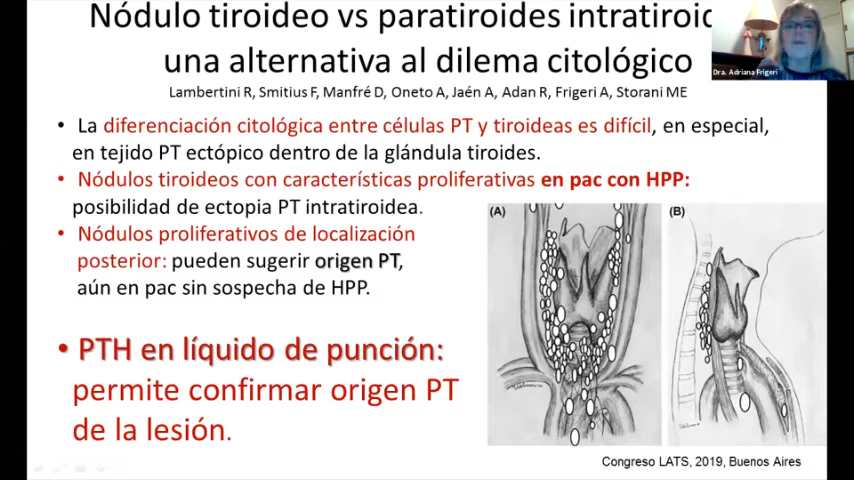 Nódulo tiroideo vs paratiroides intratiroid
una alternativa al dilema citológico
Lambertini R, Smitius F, Manfré D, Oneto A, Jaén A, Adan R, Frigeri A, Storani ME
Dra. Adriana Frigeri
• La diferenciación citológica entre células PT y tiroideas es difícil, en especial,
en tejido PT ectópico dentro de la glándula tiroides.
• Nódulos tiroideos con características proliferativas en pac con HPP:
posibilidad de ectopia PT intratiroidea.
• Nódulos proliferativos de localización
posterior: pueden sugerir origen PT,
aún en pac sin sospecha de HPP.
• PTH en líquido de punción:
permite confirmar origen PT
de la lesión.
(A)
(B)
Congreso LATS, 2019, Buenos Aires